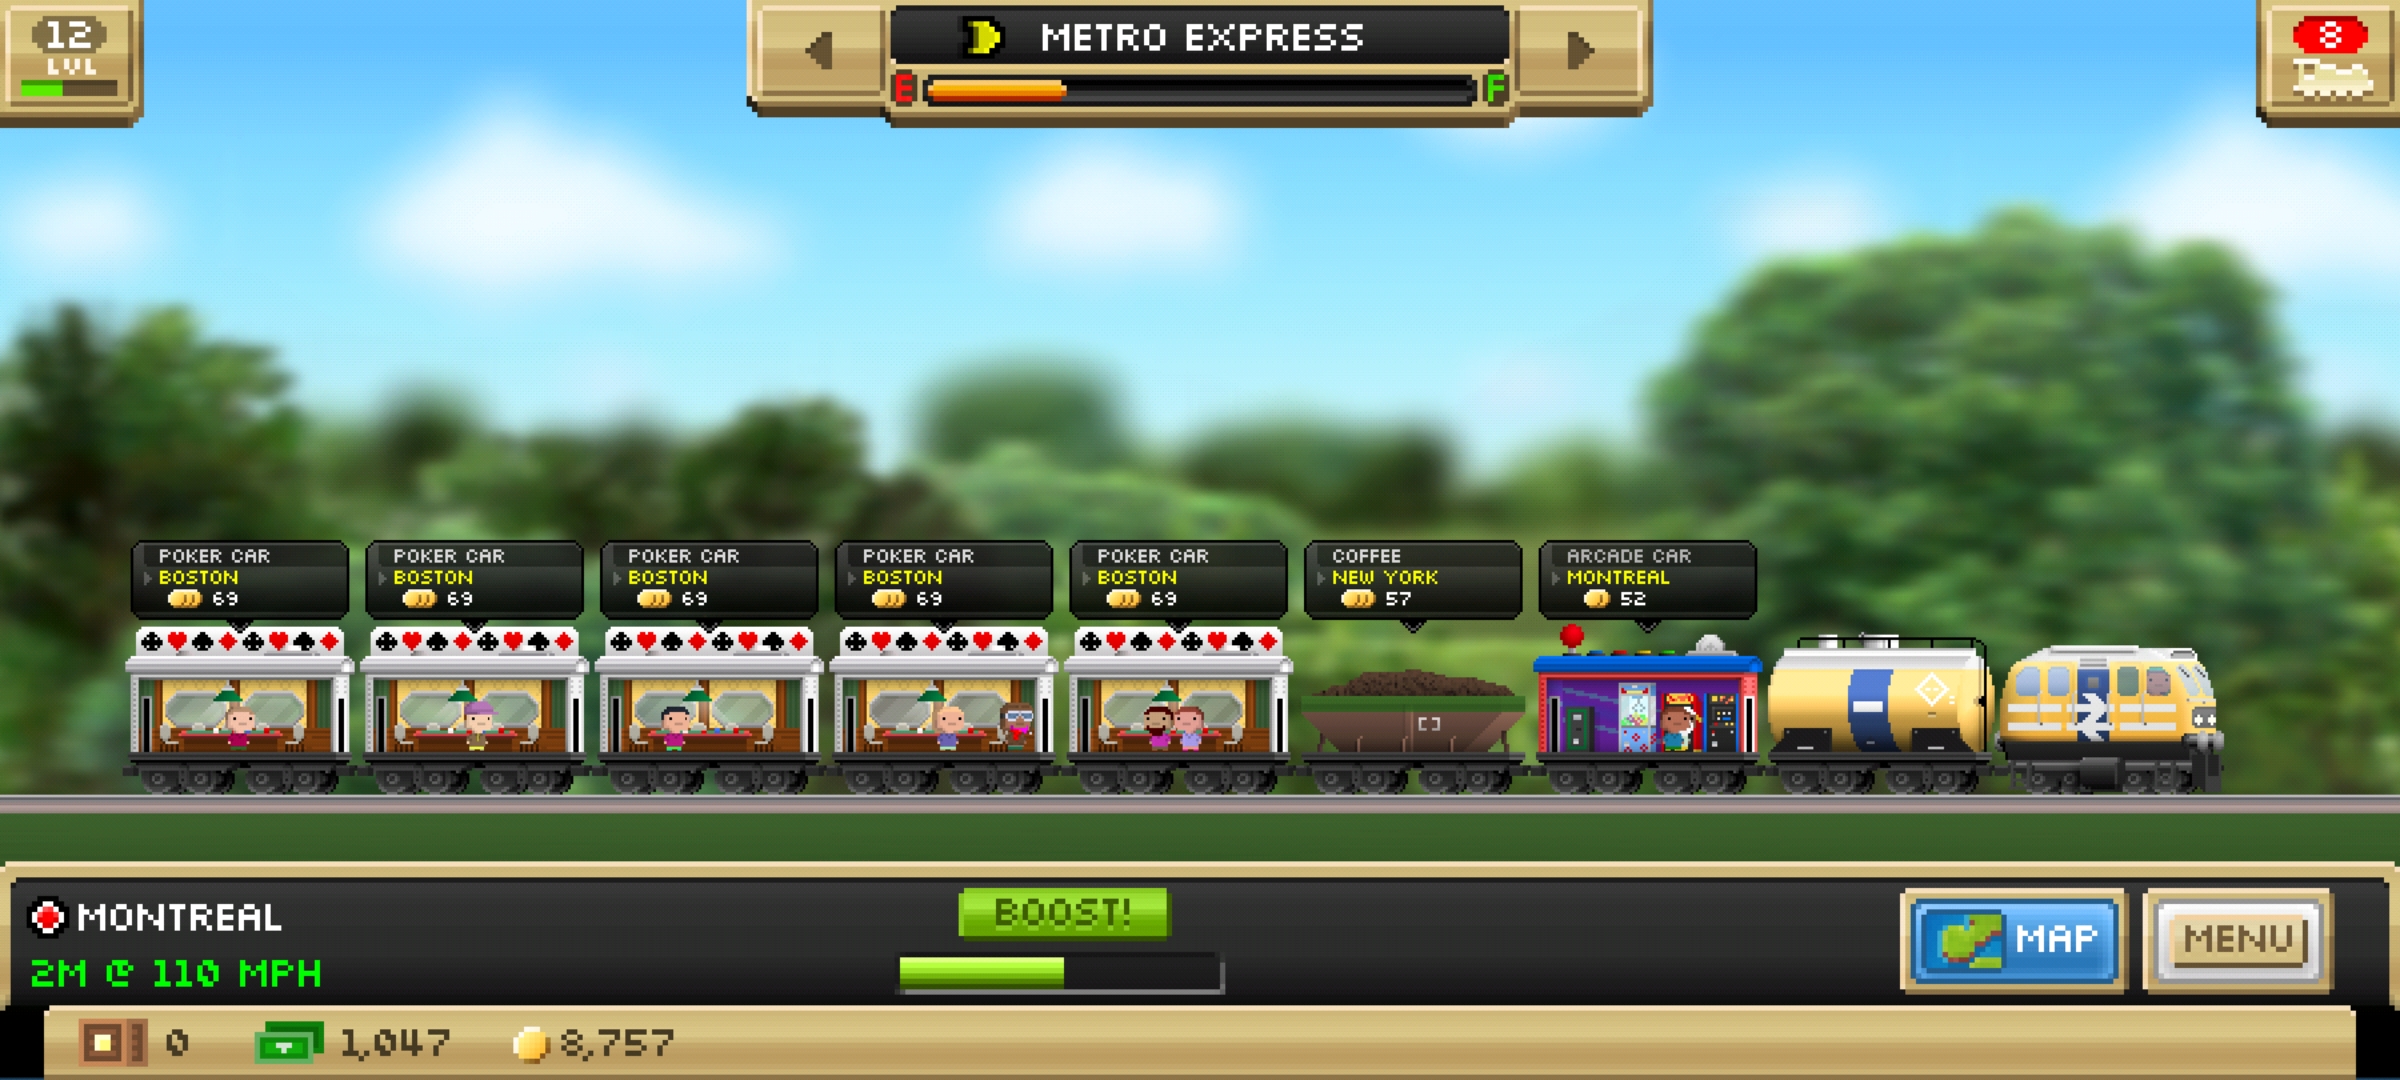 12
LVL
METRO EXPRESS
E F
8
POKER CAR
BOSTON
69
POKER CAR
BOSTON
69
POKER CAR
BOSTON
69
POKER CAR
BOSTON
69
POKER CAR
BOSTON
69
COFFEE
NEW YORK
57
ARCADE CAR
MONTREAL
52
MONTREAL
2M @ 110 MPH
BOOST!
MAP
MENU
0 1,047 8,757